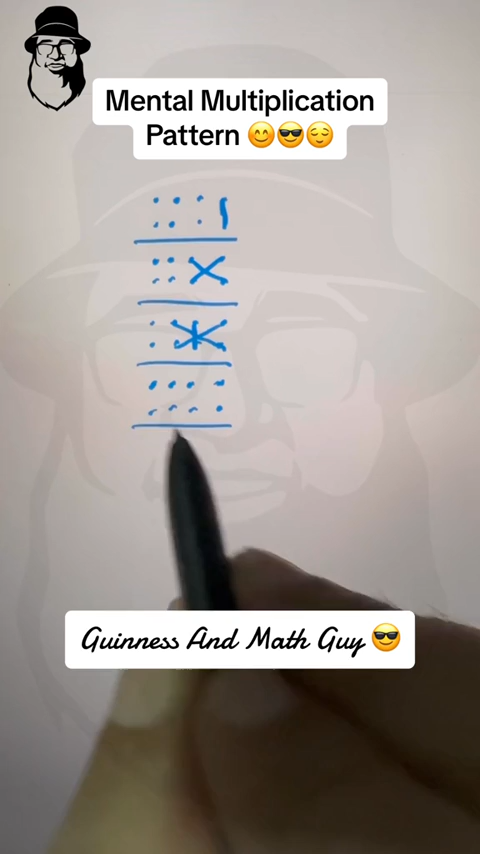 Mental Multiplication
Pattern 😊😎😌
Guinness And Math Guy 😎